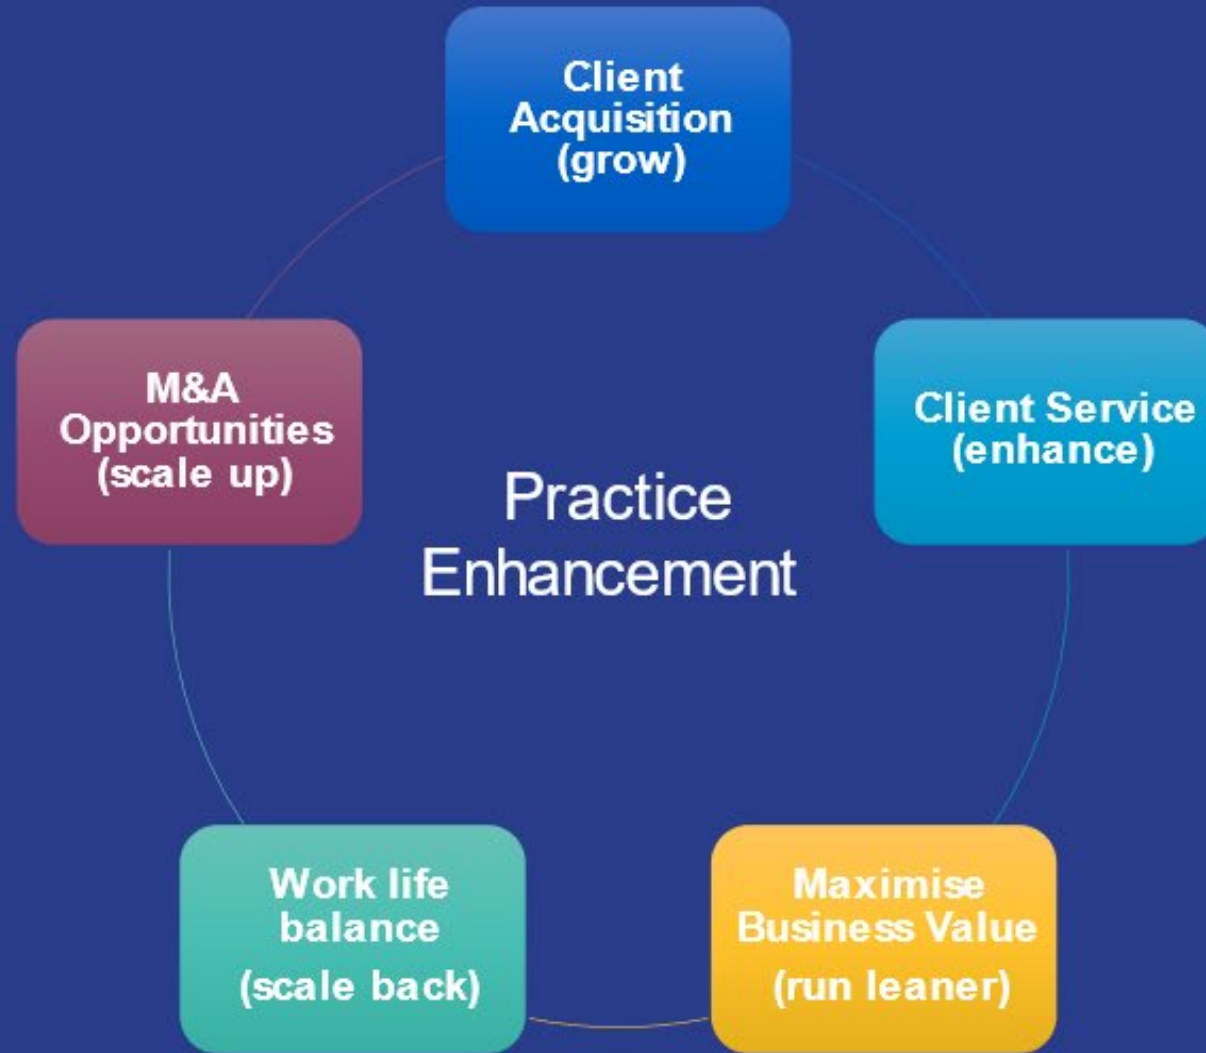 Client
Acquisition
(grow)
Client Service
(enhance)
Maximise
Business Value
(run leaner)
Work life
balance
(scale back)
M&A
Opportunities
(scale up)
Practice
Enhancement